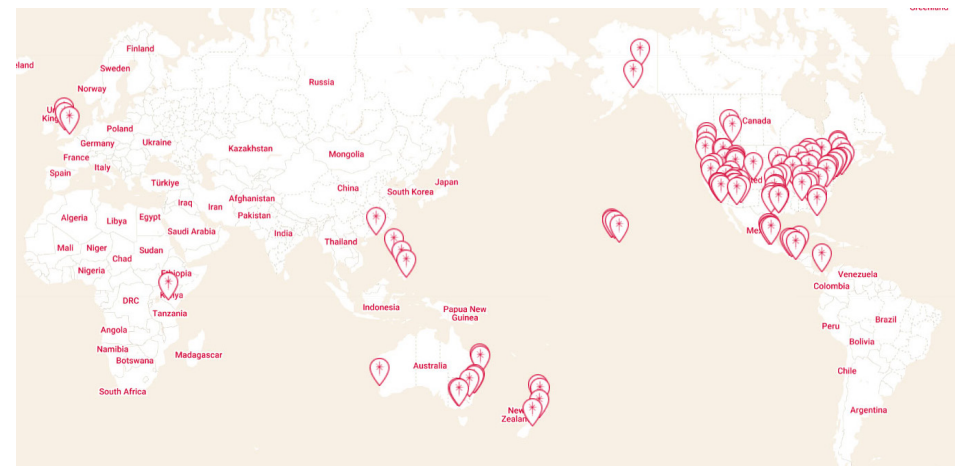 Finland
Sweden
Norway
Russia
Canada
Poland
Germany
Ukraine
Kazakhstan
France
Mongolia
Italy
Spain
Türkiye
China
Japan
South Korea
Iraq
Iran
Afghanistan
Pakistan
Algeria
Libya
Egypt
Saudi Arabia
India
Thailand
Mali
Niger
Chad
Sudan
Nigeria
Ethiopia
Venezuela
Colombia
DRC
Tanzania
Indonesia
Papua New
Guinea
Peru
Brazil
Angola
Bolivia
Namibia
Botswana
Madagascar
Australia
Chile
South Africa
New
Argentina